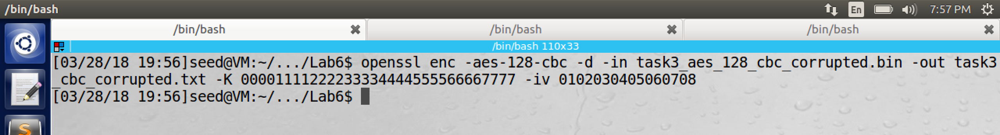 /bin/bash
En
7:57 PM
/bin/bash
/bin/bash
/bin/bash
/bin/bash 110x33
[03/28/18 19:56]seed@VM:~/.../Lab6$ openssl enc -aes-128-cbc -d -in task3_aes_128_cbc_corrupted.bin -out task3
_cbc_corrupted.txt -K 00001111222233334444555566667777 -iv 0102030405060708
[03/28/18 19:56]seed@VM:~/.../Lab6$